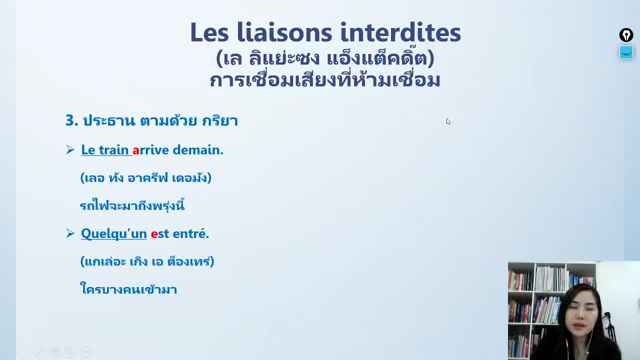 Les liaisons interdites
(เล ลิแย่ะซง แอ็งแต็คดิ๊ต)
การเชื่อมเสียงที่ห้ามเชื่อม
3. ประธาน ตามด้วย กริยา
Le train arrive demain.
(เลอ ทัง อาครีฟ เดอมัง)
รถไฟจะมาถึงพรุ่งนี้
Quelqu'un est entré.
(แกเล่อะ เกิง เอ ต็องเทร่)
ใครบางคนเข้ามา